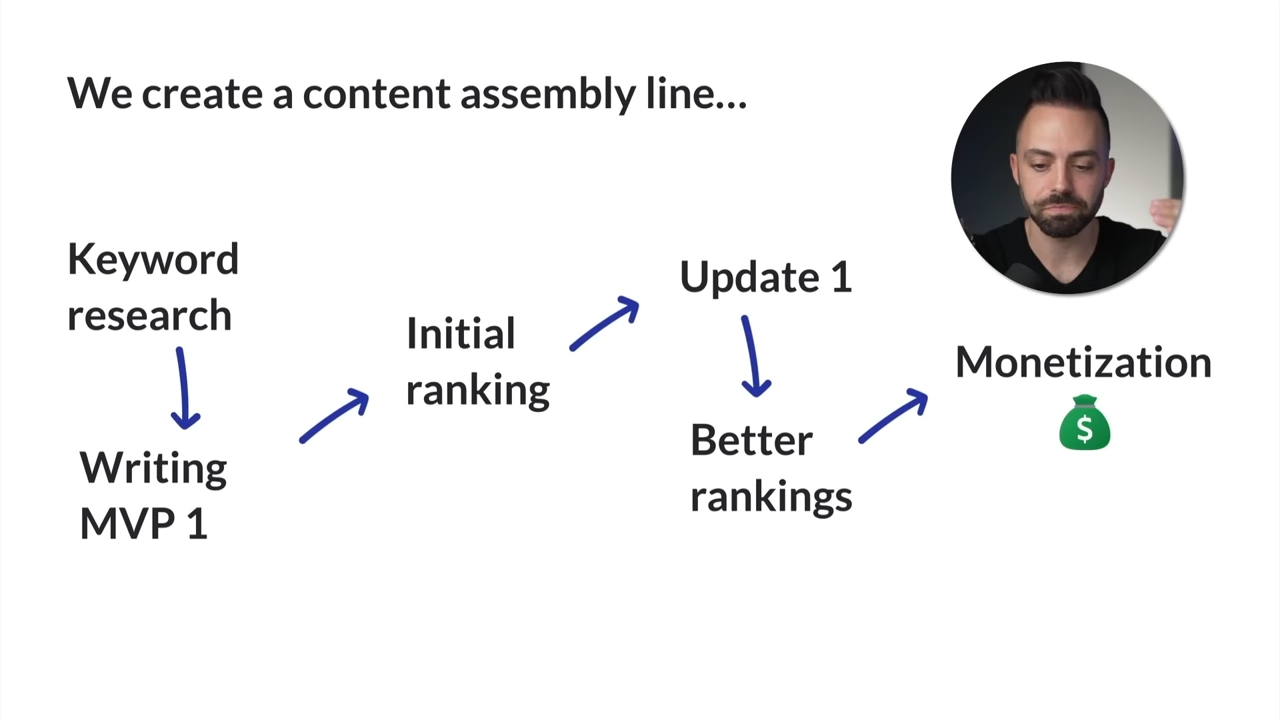 We create a content assembly line...
Keyword
research
Writing
MVP 1
Initial
ranking
Update 1
Better
rankings
Monetization
$